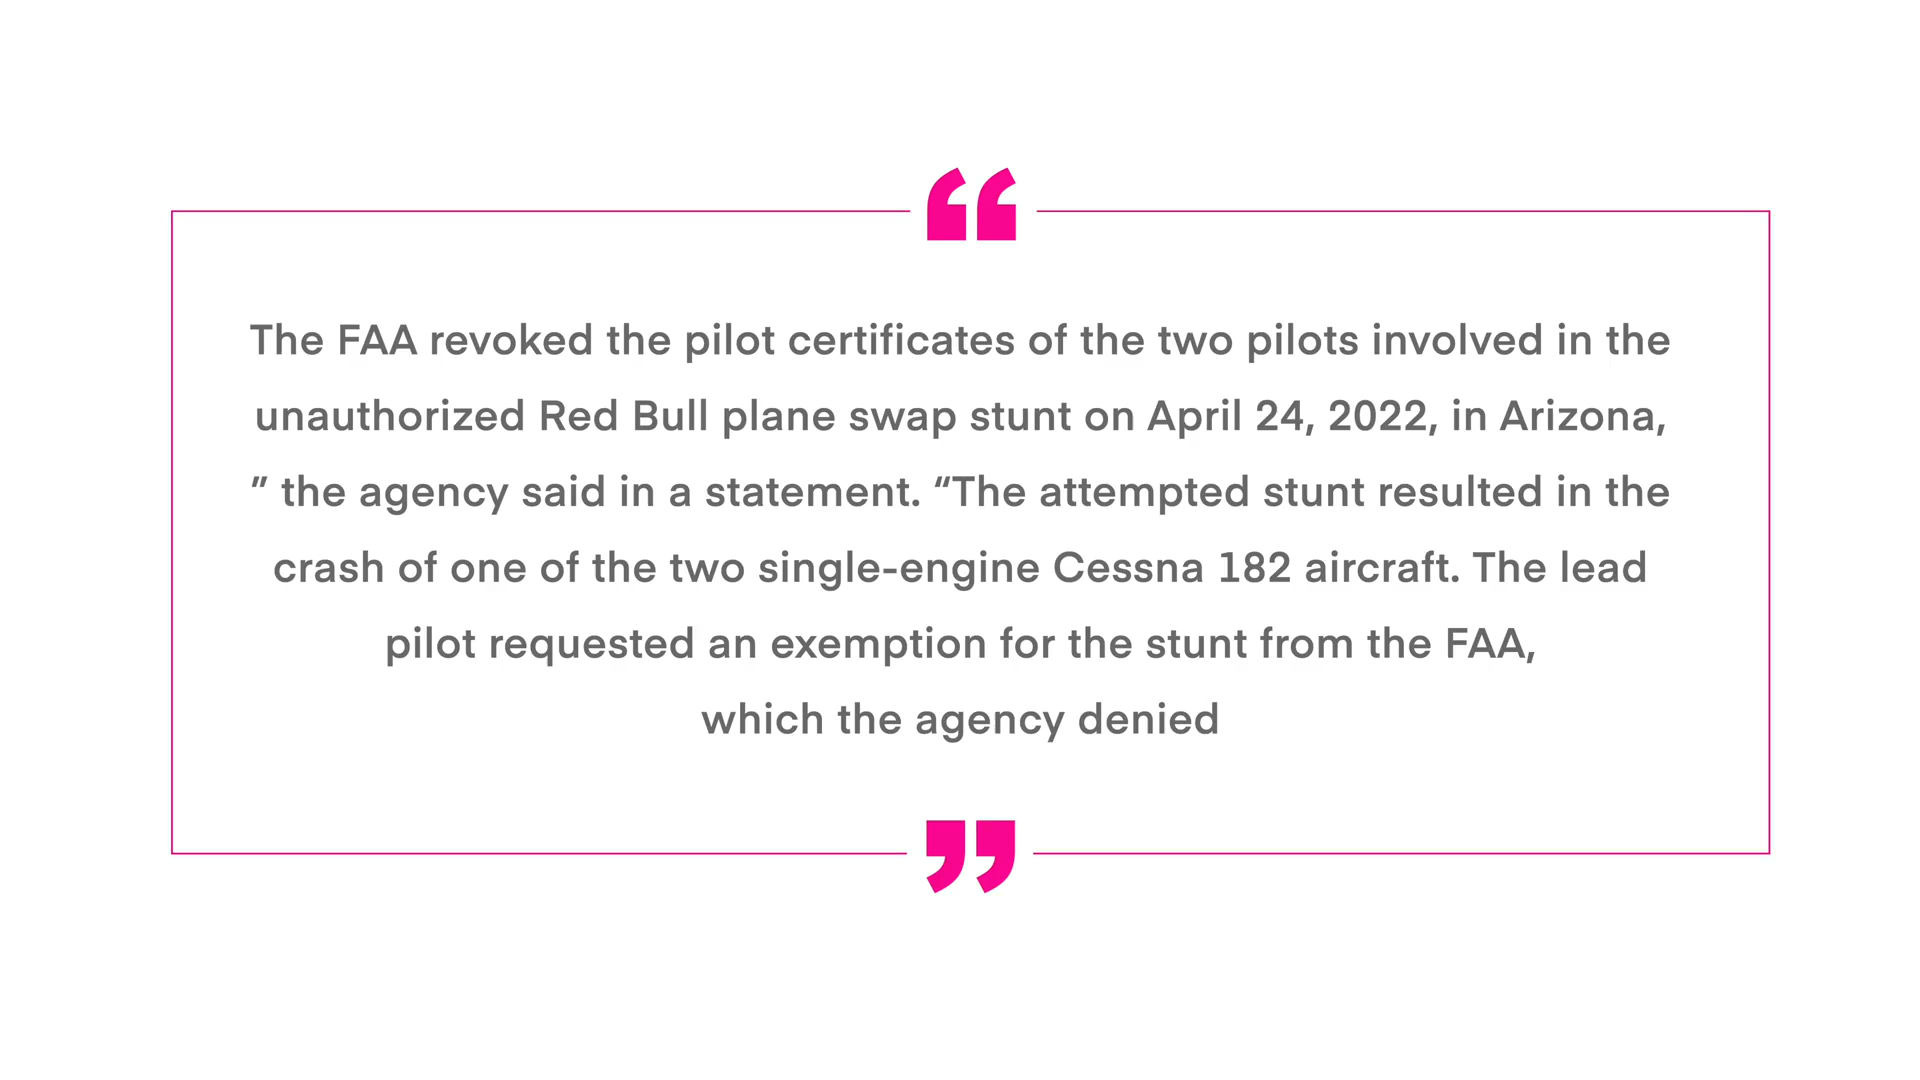 “
The FAA revoked the pilot certificates of the two pilots involved in the
unauthorized Red Bull plane swap stunt on April 24, 2022, in Arizona,
” the agency said in a statement. “The attempted stunt resulted in the
crash of one of the two single-engine Cessna 182 aircraft. The lead
pilot requested an exemption for the stunt from the FAA,
which the agency denied
”